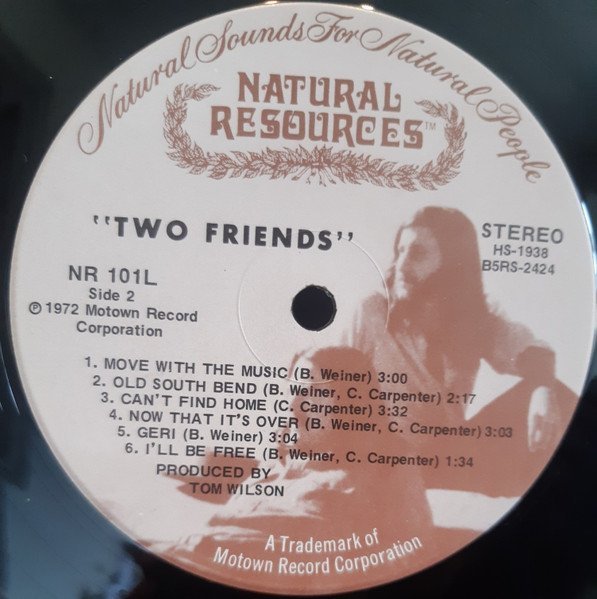 Natural Sounds For Natural People
NATURAL
RESOURCES™
"TWO FRIENDS"
STEREO
HS-1938
B5RS-2424
NR 101L
Side 2
℗ 1972 Motown Record
Corporation
1. MOVE WITH THE MUSIC (B. Weiner) 3:00
2. OLD SOUTH BEND (B. Weiner, C. Carpenter) 2:17
3. CAN'T FIND HOME (C. Carpenter) 3:32
4. NOW THAT IT'S OVER (B. Weiner, C. Carpenter) 3:03
5. GERI (B. Weiner) 3:04
6. I'LL BE FREE (B. Weiner, C. Carpenter) 1:34
PRODUCED BY
TOM WILSON
A Trademark of
Motown Record Corporation